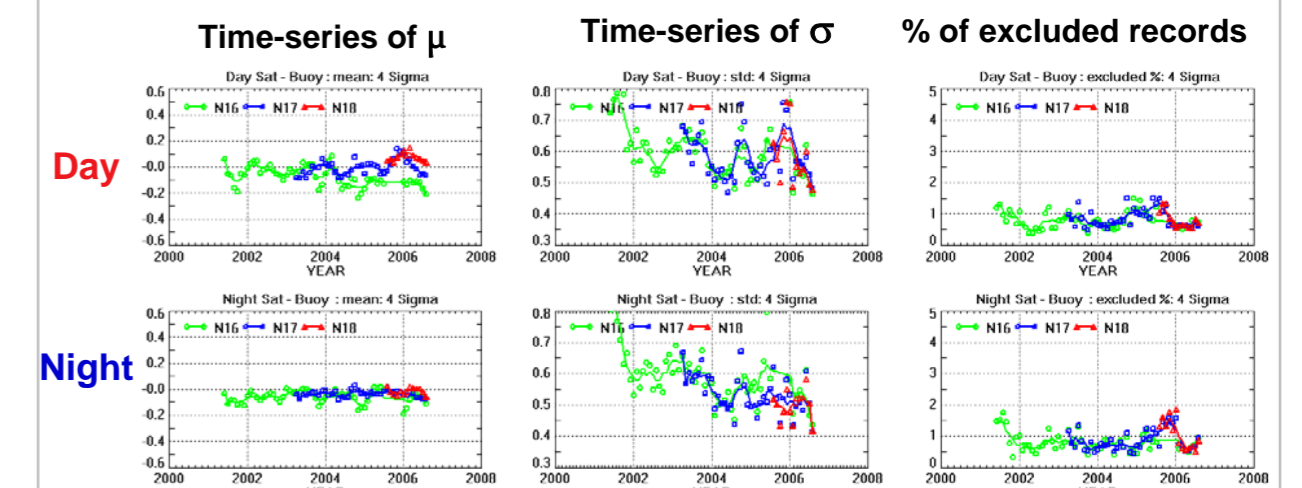 Time-series of μ
Time-series of σ
% of excluded records
Day
Day Sat - Buoy : mean: 4 Sigma
N16 N17 N18
0.6
0.4
0.2
-0.0
-0.2
-0.4
-0.6
2000 2002 2004 2006 2008
YEAR
Day Sat - Buoy : std: 4 Sigma
N16 N17 N18
0.8
0.7
0.6
0.5
0.4
0.3
2000 2002 2004 2006 2008
YEAR
Day Sat - Buoy : excluded %: 4 Sigma
N16 N17 N18
5
4
3
2
1
0
2000 2002 2004 2006 2008
YEAR
Night
Night Sat - Buoy : mean: 4 Sigma
N16 N17 N18
0.6
0.4
0.2
-0.0
-0.2
-0.4
-0.6
2000 2002 2004 2006 2008
YEAR
Night Sat - Buoy : std: 4 Sigma
N16 N17 N18
0.8
0.7
0.6
0.5
0.4
0.3
2000 2002 2004 2006 2008
YEAR
Night Sat - Buoy : excluded %: 4 Sigma
N16 N17 N18
5
4
3
2
1
0
2000 2002 2004 2006 2008
YEAR